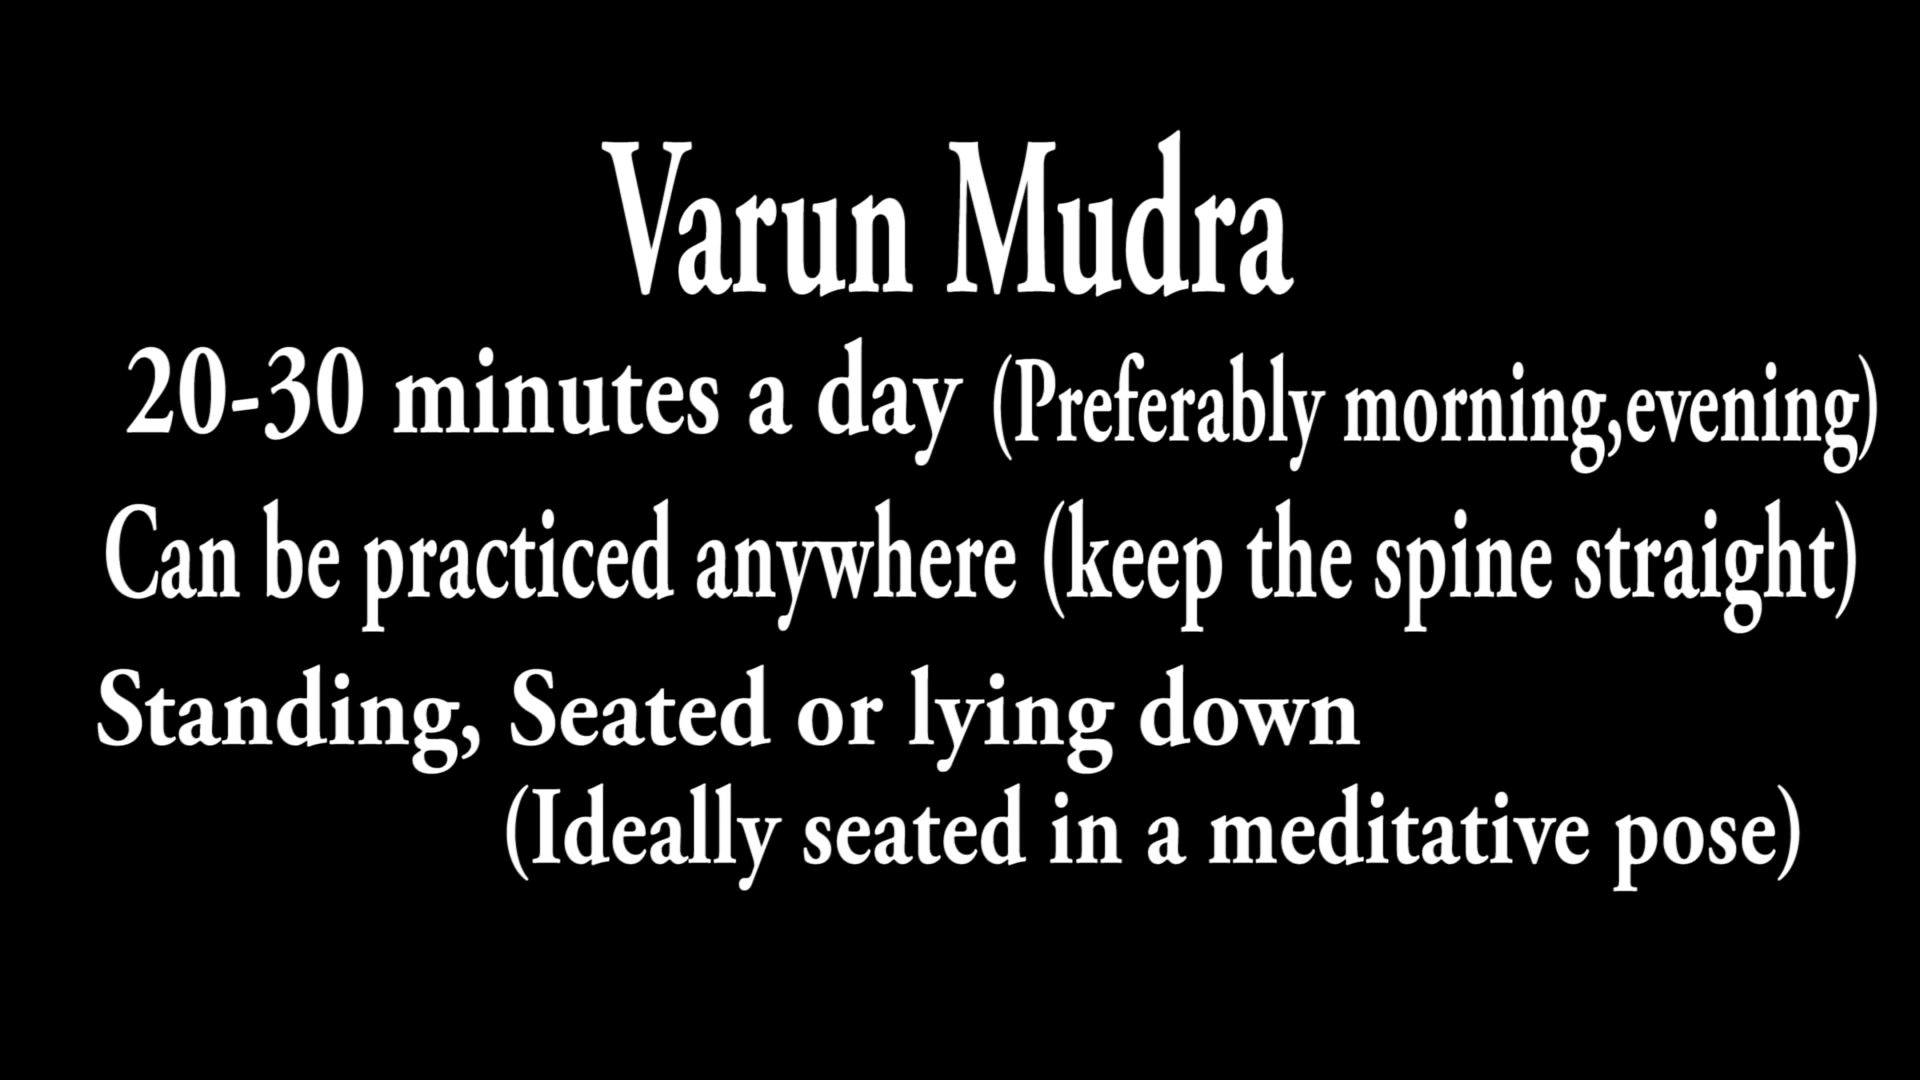 Varun Mudra
20-30 minutes a day (Preferably morning,evening)
Can be practiced anywhere (keep the spine straight)
Standing, Seated or lying down
(Ideally seated in a meditative pose)